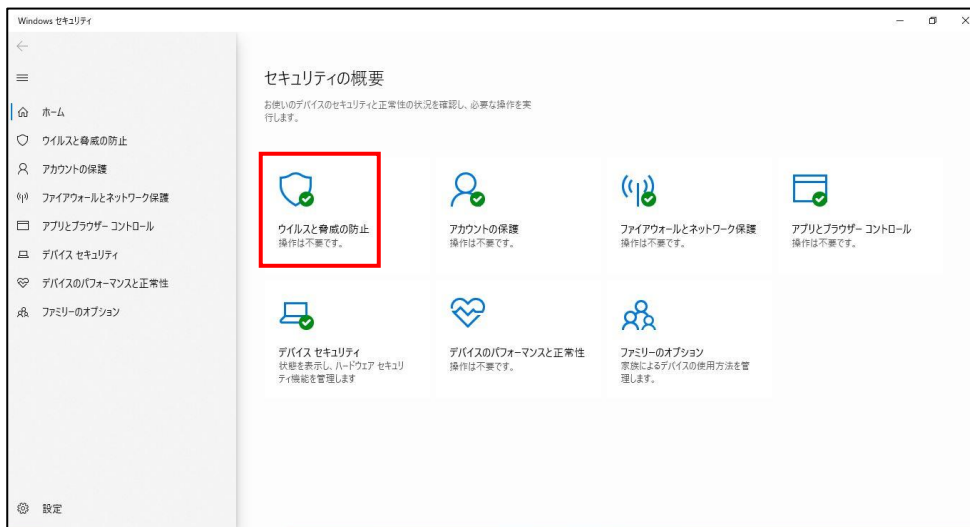 Windows セキュリティ
ホーム
ウイルスと脅威の防止
アカウントの保護
ファイアウォールとネットワーク保護
アプリとブラウザー コントロール
デバイス セキュリティ
デバイスのパフォーマンスと正常性
ファミリーのオプション
設定
セキュリティの概要
お使いのデバイスのセキュリティと正常性の状況を確認し、必要な操作を実
行します。
ウイルスと脅威の防止
操作は不要です。
アカウントの保護
操作は不要です。
ファイアウォールとネットワーク保護
操作は不要です。
アプリとブラウザー コントロール
操作は不要です。
デバイス セキュリティ
状態を表示し、ハードウェア セキュリ
ティ機能を管理します
デバイスのパフォーマンスと正常性
操作は不要です。
ファミリーのオプション
家族によるデバイスの使用方法を管
理します。